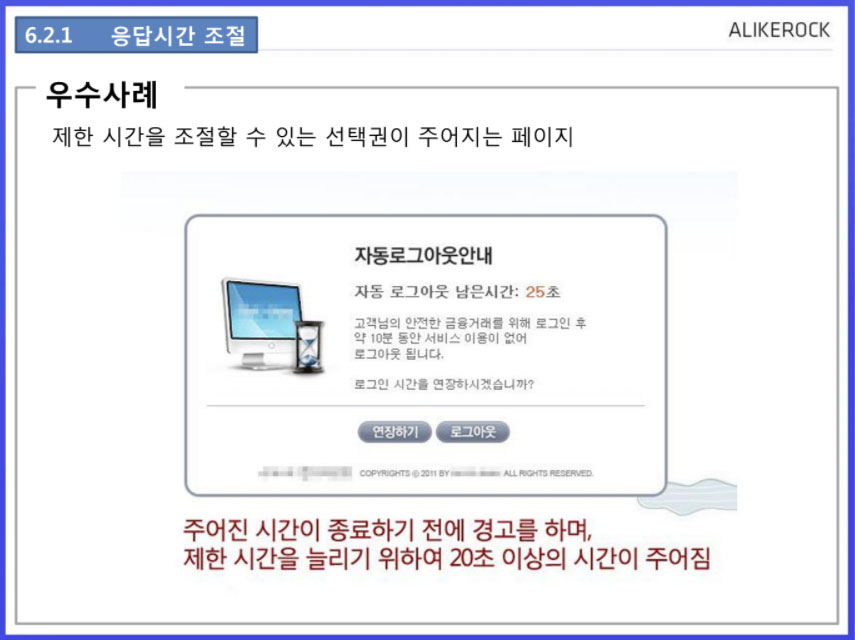 6.2.1 응답시간 조절
ALIKEROCK
우수사례
제한 시간을 조절할 수 있는 선택권이 주어지는 페이지
자동로그아웃안내
자동 로그아웃 남은시간: 25초
고객님의 안전한 금융거래를 위해 로그인 후
약 10분 동안 서비스 이용이 없어
로그아웃 됩니다.
로그인 시간을 연장하시겠습니까?
연장하기 로그아웃
COPYRIGHTS ⓒ 2011 BY ALL RIGHTS RESERVED.
주어진 시간이 종료하기 전에 경고를 하며,
제한 시간을 늘리기 위하여 20초 이상의 시간이 주어짐